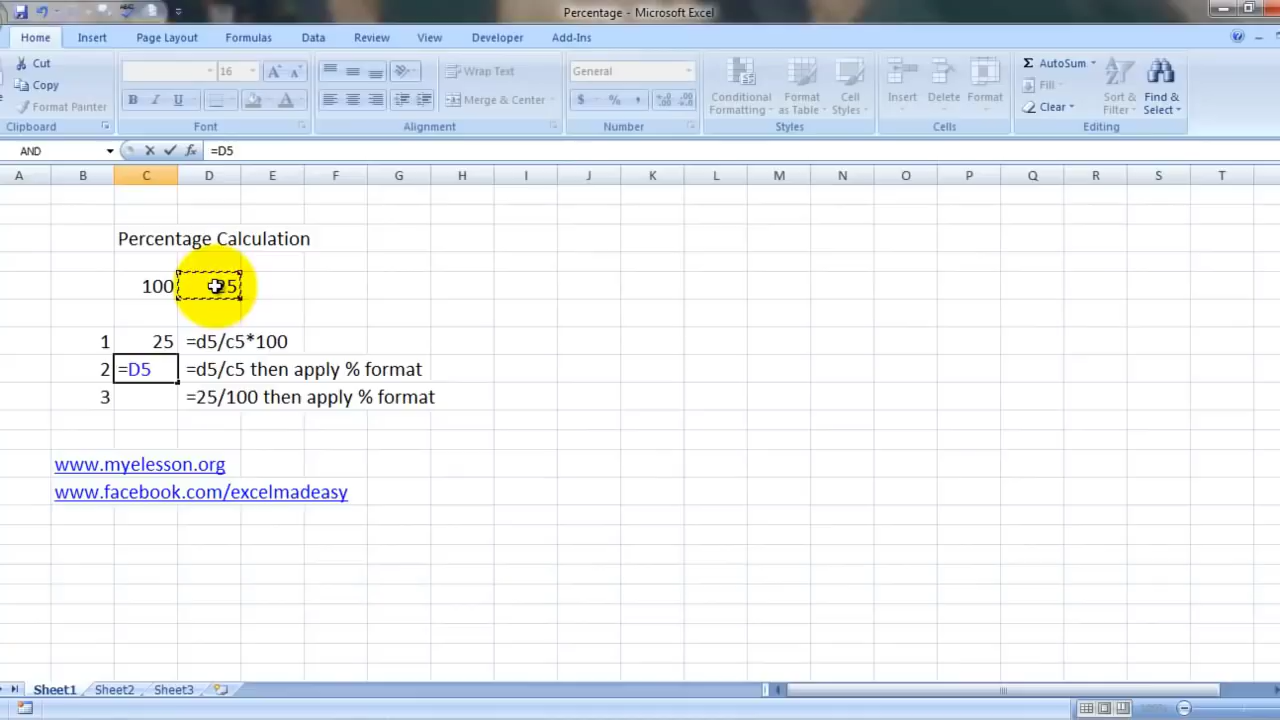 Percentage - Microsoft Excel
Home Insert Page Layout Formulas Data Review View Developer Add-Ins
Cut
Copy
Format Painter
Clipboard
16
A A
B I U
A
Font
Wrap Text
Merge & Center
Alignment
General
$ % ,
Number
Conditional Formatting
Format as Table
Cell Styles
Styles
Insert Delete Format
Cells
AutoSum
Fill
Clear
Sort & Filter
Find & Select
Editing
AND fx =D5
A B C D E F G H I J K L M N O P Q R S T
Percentage Calculation
100 25
1 25 =d5/c5*100
2 =D5 =d5/c5 then apply % format
3 =25/100 then apply % format
www.myelesson.org
www.facebook.com/excelmadeasy
Sheet1 Sheet2 Sheet3